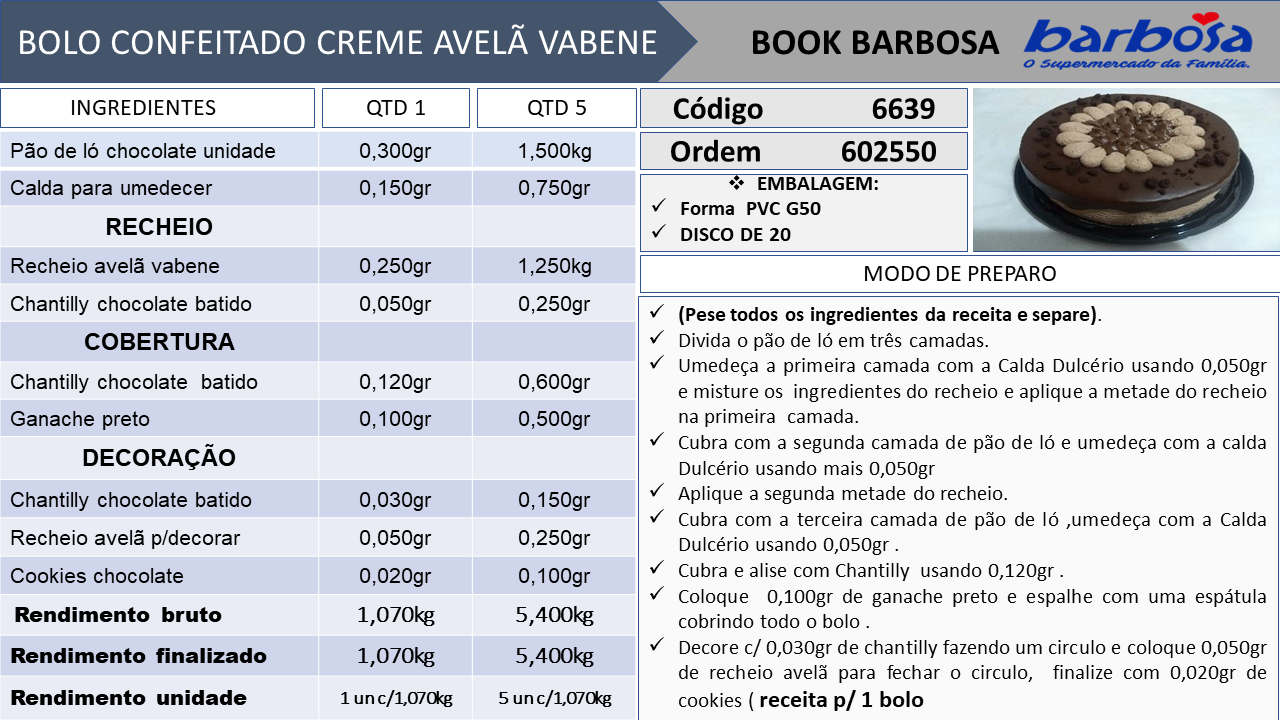 BOLO CONFEITADO CREME AVELÃ VABENE
BOOK BARBOSA
barbosa
O Supermercado da Família.
INGREDIENTES QTD 1 QTD 5
Pão de ló chocolate unidade 0,300gr 1,500kg
Calda para umedecer 0,150gr 0,750gr
RECHEIO
Recheio avelã vabene 0,250gr 1,250kg
Chantilly chocolate batido 0,050gr 0,250gr
COBERTURA
Chantilly chocolate batido 0,120gr 0,600gr
Ganache preto 0,100gr 0,500gr
DECORAÇÃO
Chantilly chocolate batido 0,030gr 0,150gr
Recheio avelã p/decorar 0,050gr 0,250gr
Cookies chocolate 0,020gr 0,100gr
Rendimento bruto 1,070kg 5,400kg
Rendimento finalizado 1,070kg 5,400kg
Rendimento unidade 1 un c/1,070kg 5 un c/1,070kg
Código 6639
Ordem 602550
❖ EMBALAGEM:
✓ Forma PVC G50
✓ DISCO DE 20
MODO DE PREPARO
✓ (Pese todos os ingredientes da receita e separe).
✓ Divida o pão de ló em três camadas.
✓ Umedeça a primeira camada com a Calda Dulcério usando 0,050gr
e misture os ingredientes do recheio e aplique a metade do recheio
na primeira camada.
✓ Cubra com a segunda camada de pão de ló e umedeça com a calda
Dulcério usando mais 0,050gr
✓ Aplique a segunda metade do recheio.
✓ Cubra com a terceira camada de pão de ló ,umedeça com a Calda
Dulcério usando 0,050gr .
✓ Cubra e alise com Chantilly usando 0,120gr .
✓ Coloque 0,100gr de ganache preto e espalhe com uma espátula
cobrindo todo o bolo .
✓ Decore c/ 0,030gr de chantilly fazendo um circulo e coloque 0,050gr
de recheio avelã para fechar o circulo, finalize com 0,020gr de
cookies ( receita p/ 1 bolo